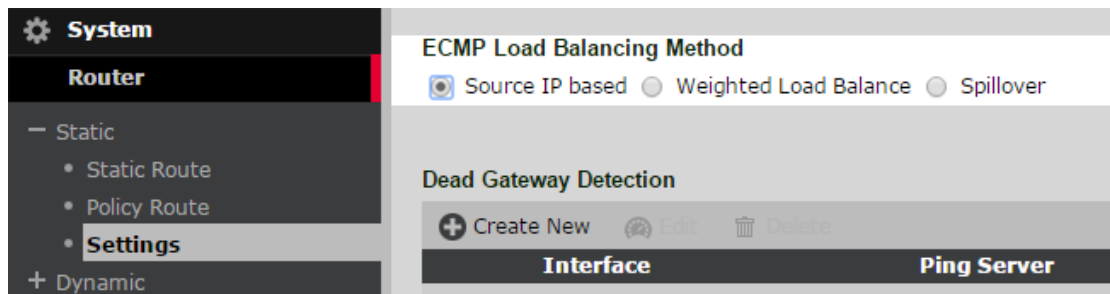 System
Router
Static
Static Route
Policy Route
Settings
Dynamic
ECMP Load Balancing Method
Source IP based Weighted Load Balance Spillover
Dead Gateway Detection
Create New Edit Delete
Interface Ping Server